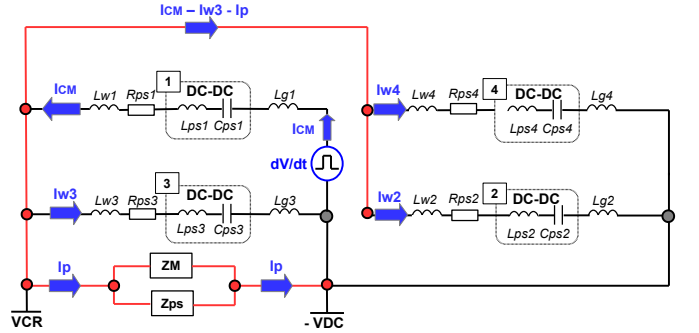 ICM – Iw3 - Ip
ICM
Lw1
Rps1
1
DC-DC
Lps1
Cps1
Lg1
ICM
dV/dt
Iw4
Lw4
Rps4
4
DC-DC
Lps4
Cps4
Lg4
Iw3
Lw3
Rps3
3
DC-DC
Lps3
Cps3
Lg3
Iw2
Lw2
Rps2
2
DC-DC
Lps2
Cps2
Lg2
Ip
ZM
Zps
Ip
VCR
- VDC